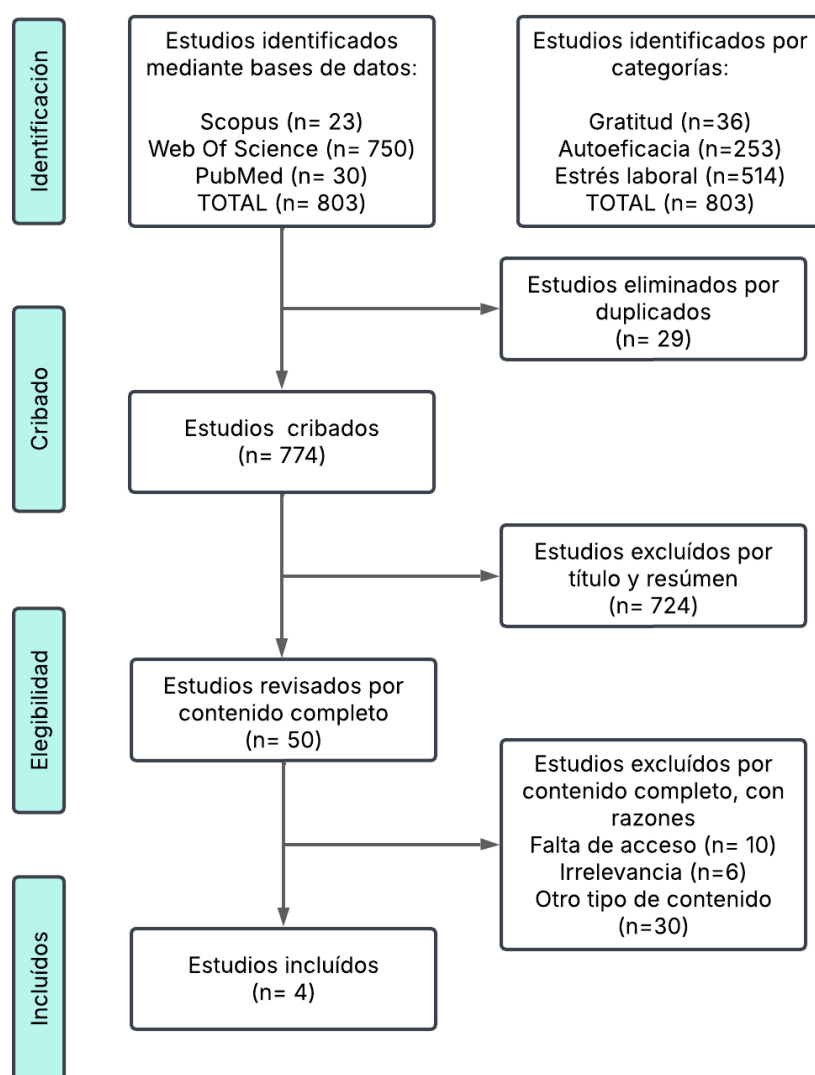 Identificación
Estudios identificados
mediante bases de datos:
Scopus (n= 23)
Web Of Science (n= 750)
PubMed (n= 30)
TOTAL (n= 803)
Estudios identificados por
categorías:
Gratitud (n=36)
Autoeficacia (n=253)
Estrés laboral (n=514)
TOTAL (n= 803)
Estudios eliminados por
duplicados
(n= 29)
Cribado
Estudios cribados
(n= 774)
Estudios excluídos por
título y resúmen
(n= 724)
Elegibilidad
Estudios revisados por
contenido completo
(n= 50)
Estudios excluídos por
contenido completo, con
razones
Falta de acceso (n= 10)
Irrelevancia (n=6)
Otro tipo de contenido
(n=30)
Incluídos
Estudios incluídos
(n= 4)